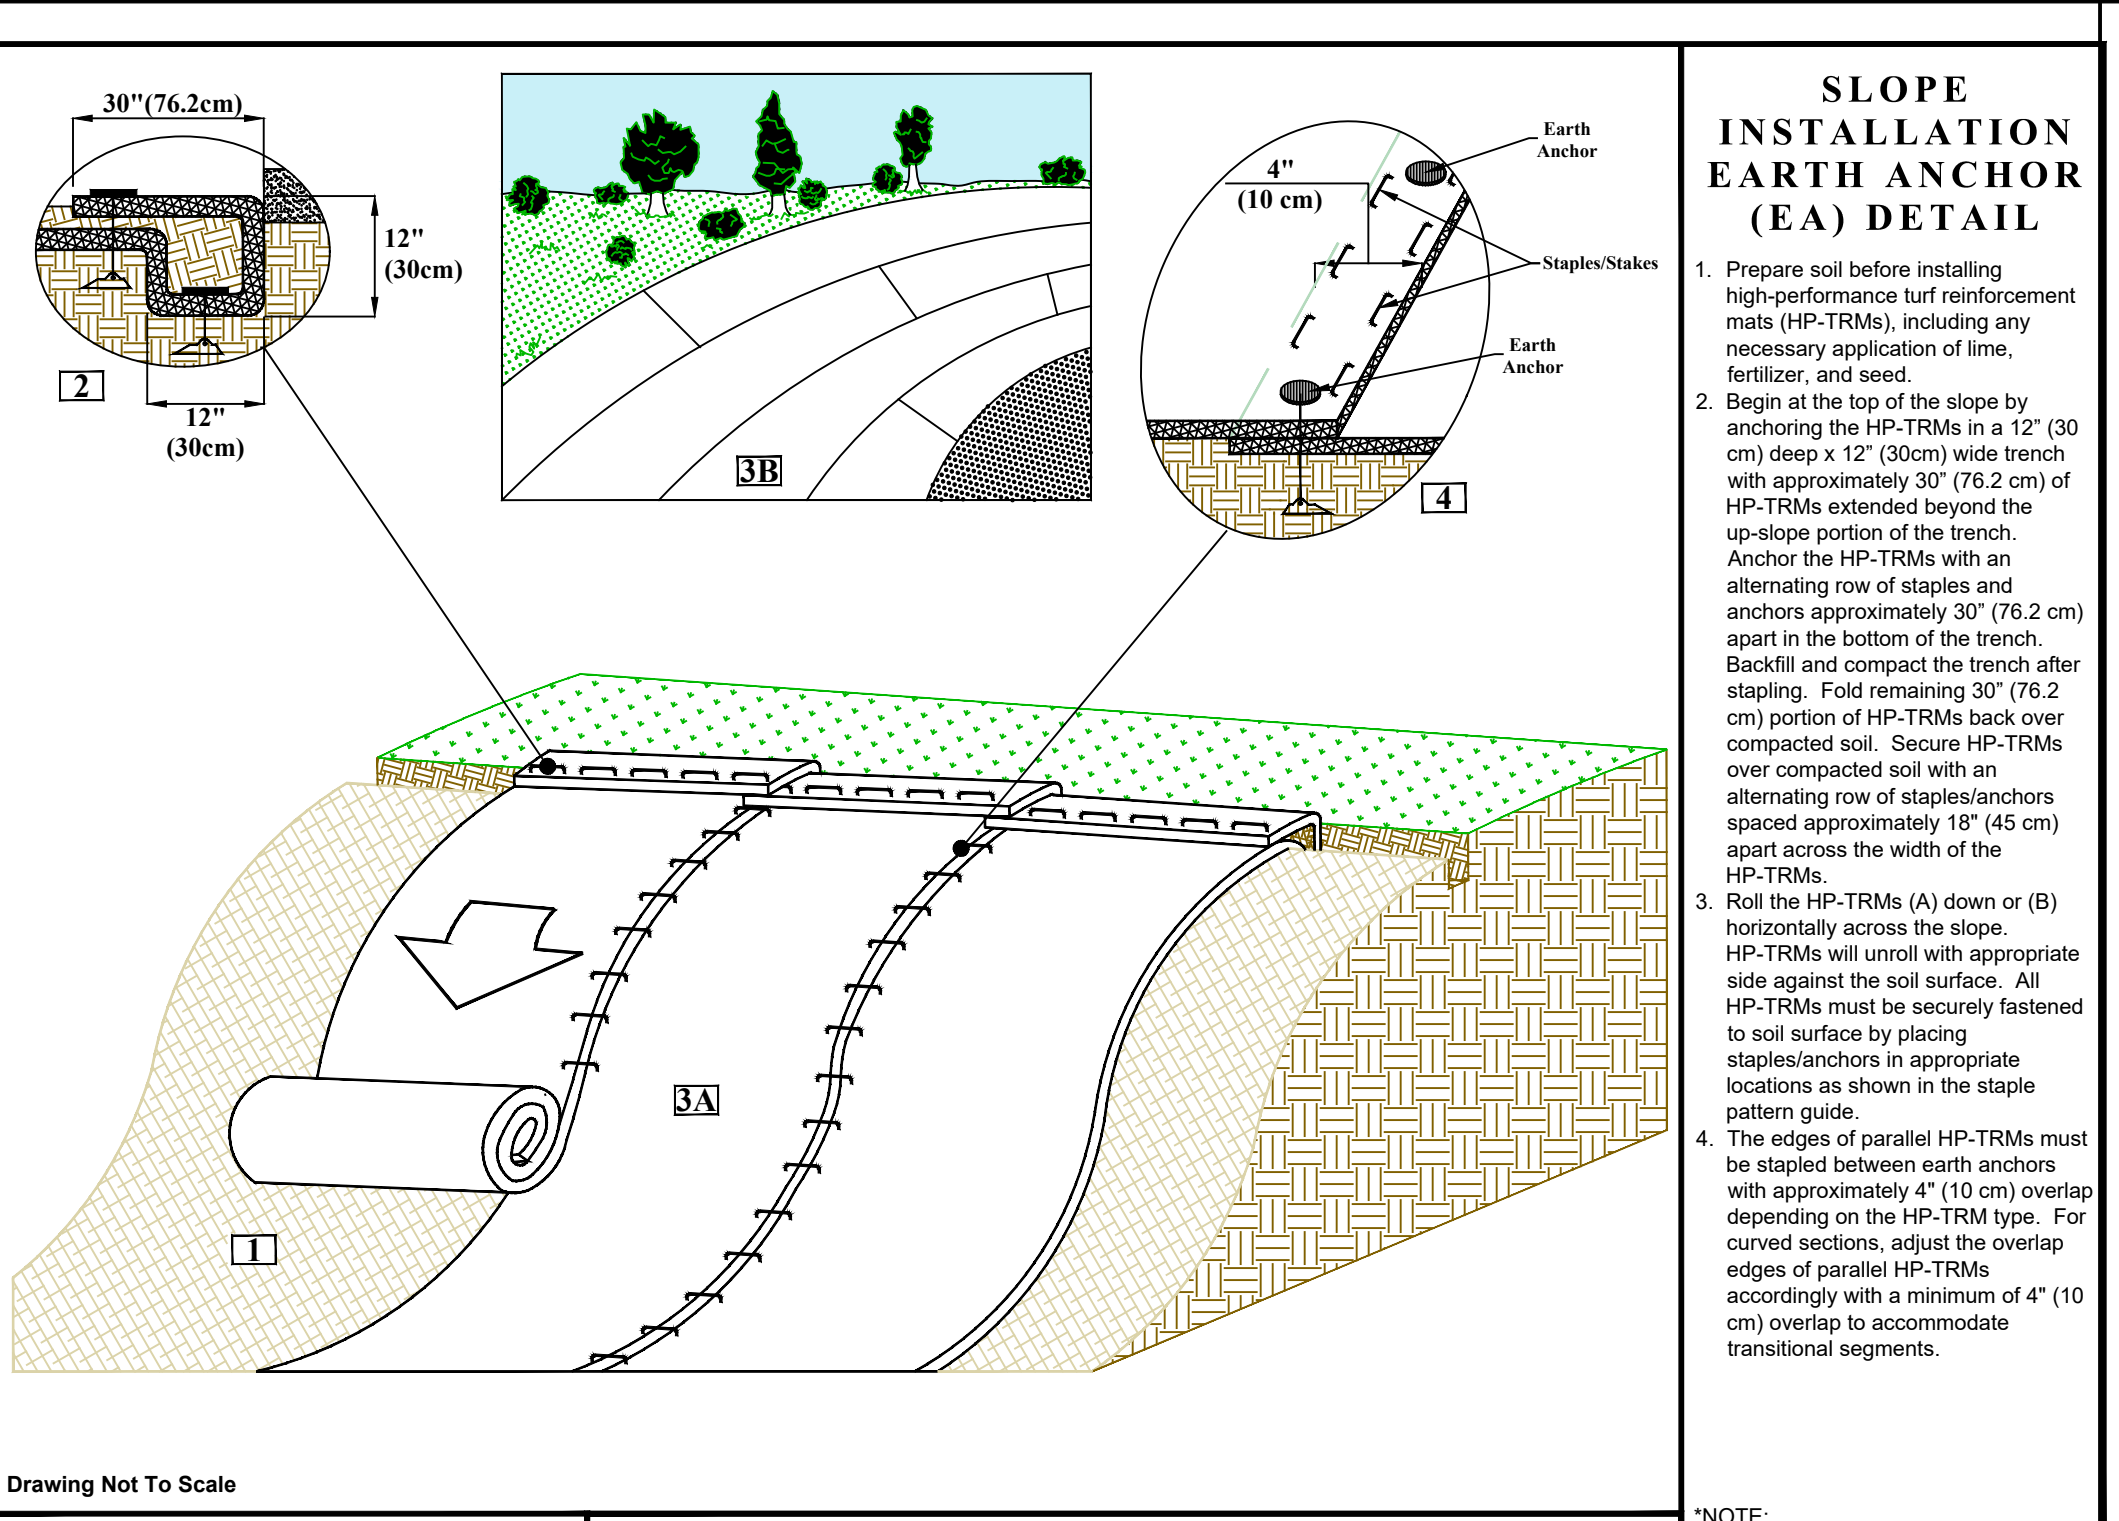 30"(76.2cm)
12"
(30cm)
2
12"
(30cm)
3B
4"
(10 cm)
Earth
Anchor
Staples/Stakes
Earth
Anchor
4
3A
1
Drawing Not To Scale
SLOPE
INSTALLATION
EARTH ANCHOR
(EA) DETAIL
1. Prepare soil before installing
high-performance turf reinforcement
mats (HP-TRMs), including any
necessary application of lime,
fertilizer, and seed.
2. Begin at the top of the slope by
anchoring the HP-TRMs in a 12” (30
cm) deep x 12” (30cm) wide trench
with approximately 30” (76.2 cm) of
HP-TRMs extended beyond the
up-slope portion of the trench.
Anchor the HP-TRMs with an
alternating row of staples and
anchors approximately 30” (76.2 cm)
apart in the bottom of the trench.
Backfill and compact the trench after
stapling. Fold remaining 30” (76.2
cm) portion of HP-TRMs back over
compacted soil. Secure HP-TRMs
over compacted soil with an
alternating row of staples/anchors
spaced approximately 18" (45 cm)
apart across the width of the
HP-TRMs.
3. Roll the HP-TRMs (A) down or (B)
horizontally across the slope.
HP-TRMs will unroll with appropriate
side against the soil surface. All
HP-TRMs must be securely fastened
to soil surface by placing
staples/anchors in appropriate
locations as shown in the staple
pattern guide.
4. The edges of parallel HP-TRMs must
be stapled between earth anchors
with approximately 4" (10 cm) overlap
depending on the HP-TRM type. For
curved sections, adjust the overlap
edges of parallel HP-TRMs
accordingly with a minimum of 4" (10
cm) overlap to accommodate
transitional segments.
*NOTE: